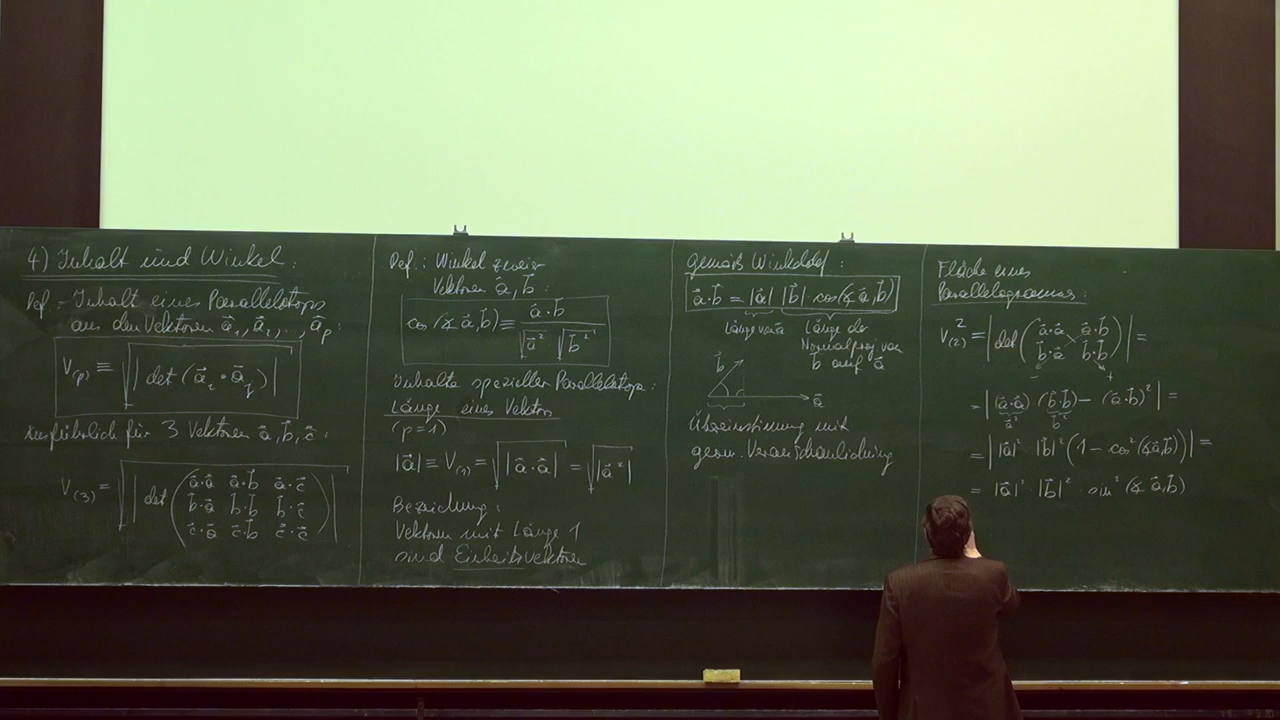 4) Inhalt und Winkel:
Def.: Inhalt eines Parallelotops
aus den Vektoren a⃗₁, a⃗₂, ..., a⃗ₚ:
V₍ₚ₎ ≡ √|det(a⃗ᵢ·a⃗ⱼ)|
Ausführlich für 3 Vektoren a⃗, b⃗, c⃗:
V₍₃₎ = √|det(a⃗·a⃗ a⃗·b⃗ a⃗·c⃗
b⃗·a⃗ b⃗·b⃗ b⃗·c⃗
c⃗·a⃗ c⃗·b⃗ c⃗·c⃗)|
Def.: Winkel zweier
Vektoren a⃗, b⃗:
cos(∢a⃗,b⃗) ≡ a⃗·b⃗ / √a⃗² √b⃗²
Inhalte spezieller Parallelotope:
Länge eines Vektors
(p=1)
|a⃗| ≡ V₍₁₎ = √|a⃗·a⃗| = √|a⃗²|
Bezeichnung:
Vektoren mit Länge 1
sind Einheitsvektoren
gemäß Winkeldef:
a⃗·b⃗ = |a⃗| |b⃗| cos(∢a⃗,b⃗)
Länge von a⃗ Länge der
Normalproj. von
b⃗ auf a⃗
b⃗
a⃗
Übereinstimmung mit
geom. Veranschaulichung
Fläche eines
Parallelogramms:
V₍₂₎² = |det(a⃗·a⃗ a⃗·b⃗
b⃗·a⃗ b⃗·b⃗)| =
− +
= |(a⃗·a⃗) (b⃗·b⃗) − (a⃗·b⃗)²| =
a⃗² b⃗²
= ||a⃗|²·|b⃗|² (1 − cos²(∢a⃗,b⃗))| =
= |a⃗|²·|b⃗|²·sin²(∢a⃗,b⃗)